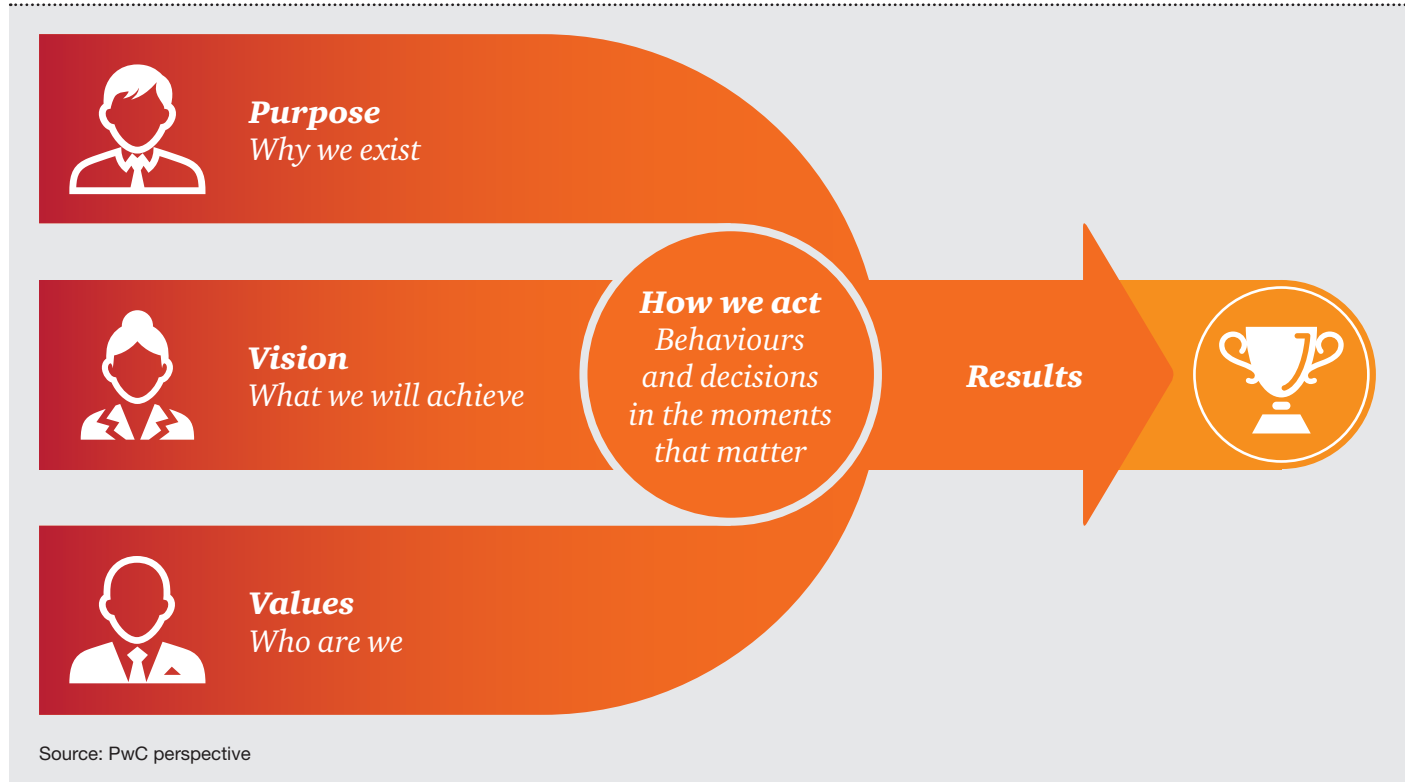 Purpose
Why we exist
Vision
What we will achieve
Values
Who are we
How we act
Behaviours
and decisions
in the moments
that matter
Results
Source: PwC perspective